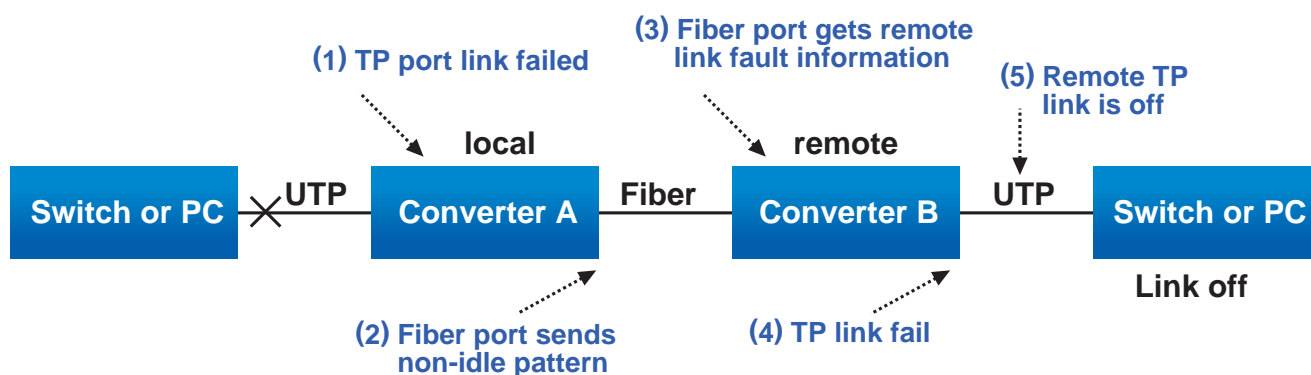 (1) TP port link failed
(3) Fiber port gets remote
link fault information
(5) Remote TP
link is off
local
remote
Switch or PC
UTP
Converter A
Fiber
Converter B
UTP
Switch or PC
Link off
(2) Fiber port sends
non-idle pattern
(4) TP link fail